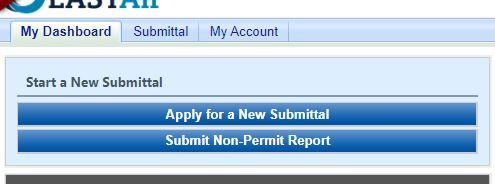 My Dashboard Submittal My Account
Start a New Submittal
Apply for a New Submittal
Submit Non-Permit Report